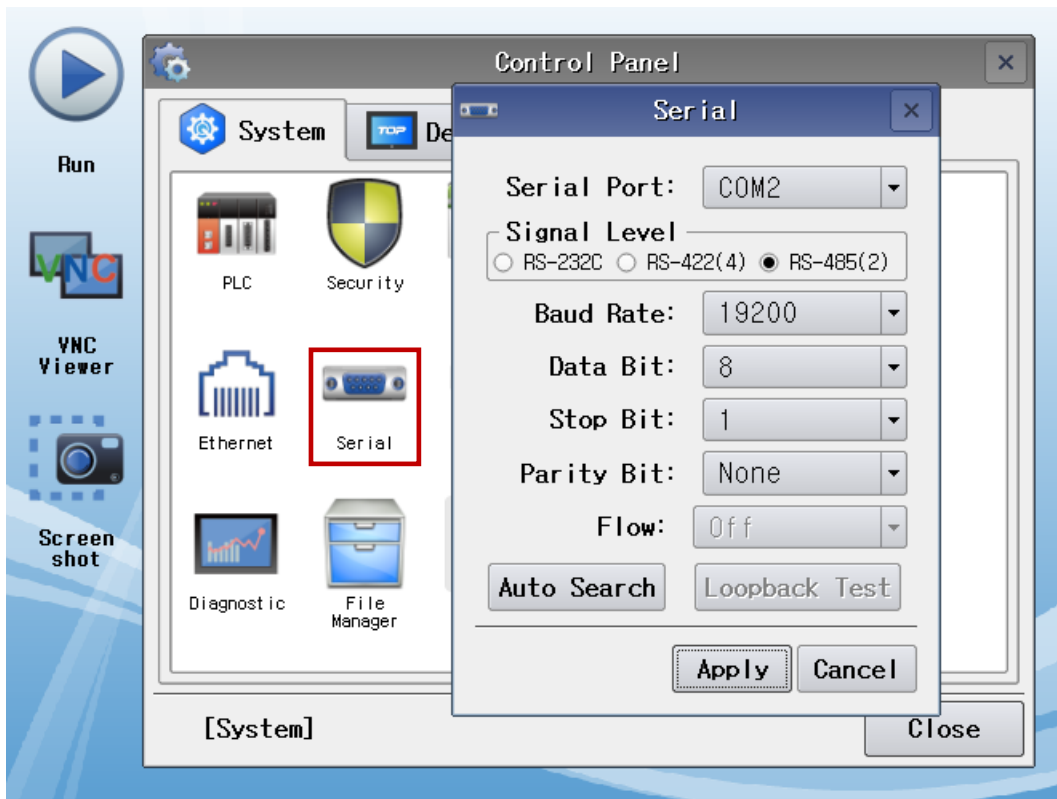 Control Panel
Run
VNC
VNC
Viewer
Screen
shot
System
TOP
De
PLC
Security
Ethernet
Serial
Diagnostic
File
Manager
[System]
Close
Serial
Serial Port: COM2
Signal Level
RS-232C RS-422(4) RS-485(2)
Baud Rate: 19200
Data Bit: 8
Stop Bit: 1
Parity Bit: None
Flow: Off
Auto Search Loopback Test
Apply Cancel